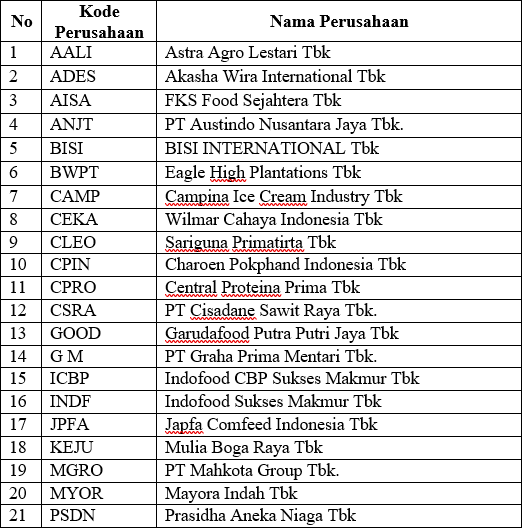 No Kode Perusahaan Nama Perusahaan
1 AALI Astra Agro Lestari Tbk
2 ADES Akasha Wira International Tbk
3 AISA FKS Food Sejahtera Tbk
4 ANJT PT Austindo Nusantara Jaya Tbk.
5 BISI BISI INTERNATIONAL Tbk
6 BWPT Eagle High Plantations Tbk
7 CAMP Campina Ice Cream Industry Tbk
8 CEKA Wilmar Cahaya Indonesia Tbk
9 CLEO Sariguna Primatirta Tbk
10 CPIN Charoen Pokphand Indonesia Tbk
11 CPRO Central Proteina Prima Tbk
12 CSRA PT Cisadane Sawit Raya Tbk.
13 GOOD Garudafood Putra Putri Jaya Tbk
14 G M PT Graha Prima Mentari Tbk.
15 ICBP Indofood CBP Sukses Makmur Tbk
16 INDF Indofood Sukses Makmur Tbk
17 JPFA Japfa Comfeed Indonesia Tbk
18 KEJU Mulia Boga Raya Tbk
19 MGRO PT Mahkota Group Tbk.
20 MYOR Mayora Indah Tbk
21 PSDN Prasidha Aneka Niaga Tbk